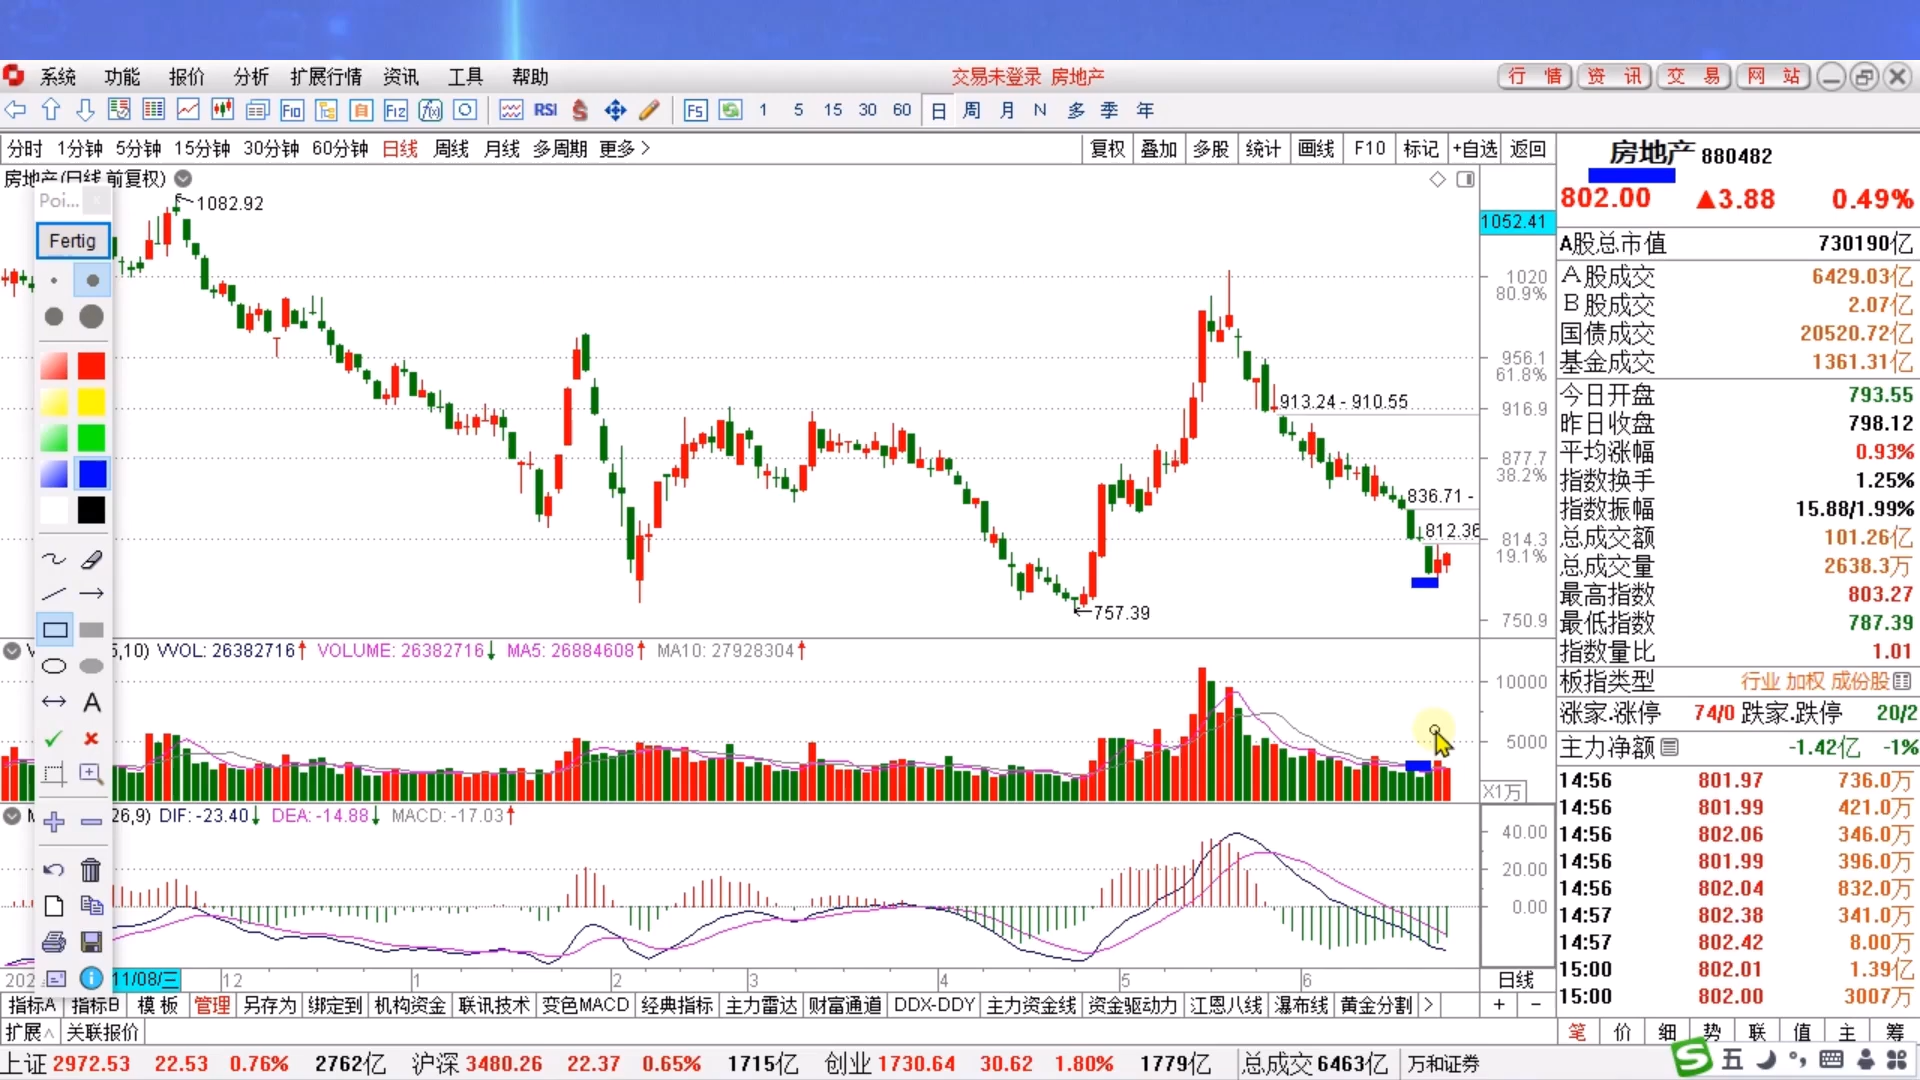 系统 功能 报价 分析 扩展行情 资讯 工具 帮助 交易未登录 房地产 行 情 资 讯 交 易 网 站
F10 自 F12 f(x) RSI $ F5 1 5 15 30 60 日 周 月 N 多 季 年
分时 1分钟 5分钟 15分钟 30分钟 60分钟 日线 周线 月线 多周期 更多> 复权 叠加 多股 统计 画线 F10 标记 +自选 返回
房地产(日线 前复权)
Poi...
Fertig
1082.92
1052.41
1020
80.9%
956.1
61.8%
913.24 - 910.55
916.9
877.7
38.2%
836.71 -
812.36
814.3
19.1%
757.39
750.9
5,10) VVOL: 26382716↑ VOLUME: 26382716↓ MA5: 26884608↑ MA10: 27928304↑
10000
5000
X1万
26,9) DIF: -23.40↓ DEA: -14.88↓ MACD: -17.03↑
40.00
20.00
0.00
A
202 11/08/三 12 1 2 3 4 5 6 日线
指标A 指标B 模板 管理 另存为 绑定到 机构资金 联讯技术 变色MACD 经典指标 主力雷达 财富通道 DDX-DDY 主力资金线 资金驱动力 江恩八线 瀑布线 黄金分割 > + -
扩展∧ 关联报价
房地产 880482
802.00 ▲3.88 0.49%
A股总市值 730190亿
A股成交 6429.03亿
B股成交 2.07亿
国债成交 20520.72亿
基金成交 1361.31亿
今日开盘 793.55
昨日收盘 798.12
平均涨幅 0.93%
指数换手 1.25%
指数振幅 15.88/1.99%
总成交额 101.26亿
总成交量 2638.3万
最高指数 803.27
最低指数 787.39
指数量比 1.01
板指类型 行业 加权 成份股
涨家.涨停 74/0 跌家.跌停 20/2
主力净额 -1.42亿 -1%
14:56 801.97 736.0万
14:56 801.99 421.0万
14:56 802.06 346.0万
14:56 801.99 396.0万
14:56 802.04 832.0万
14:57 802.38 341.0万
14:57 802.42 8.00万
15:00 802.01 1.39亿
15:00 802.00 3007万
笔 价 细 势 联 值 主 筹
上证 2972.53 22.53 0.76% 2762亿 沪深 3480.26 22.37 0.65% 1715亿 创业 1730.64 30.62 1.80% 1779亿 总成交 6463亿 万和证券
S 五